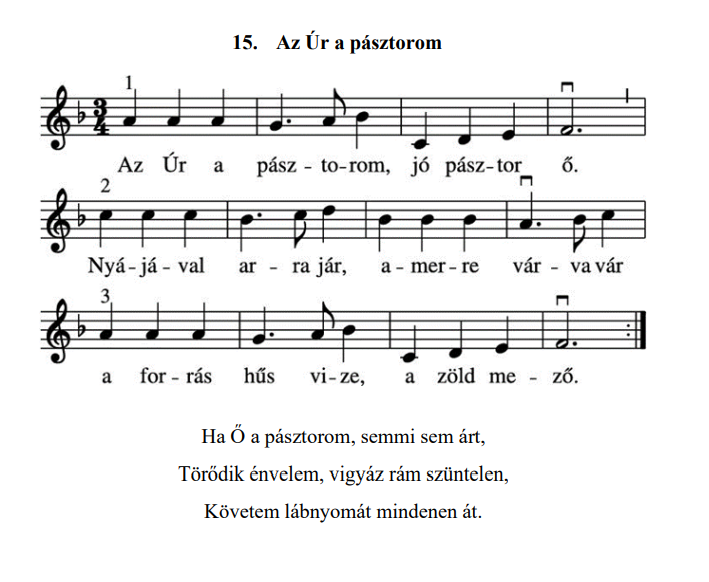 15. Az Úr a pásztorom
1
3
4
Az Úr a pász - to-rom, jó pász-tor ő.
2
Nyá-já-val ar - ra jár, a-mer-re vár-va vár
3
a for-rás hűs vi-ze, a zöld me - ző.
Ha Ő a pásztorom, semmi sem árt,
Törődik énvelem, vigyáz rám szüntelen,
Követem lábnyomát mindenen át.